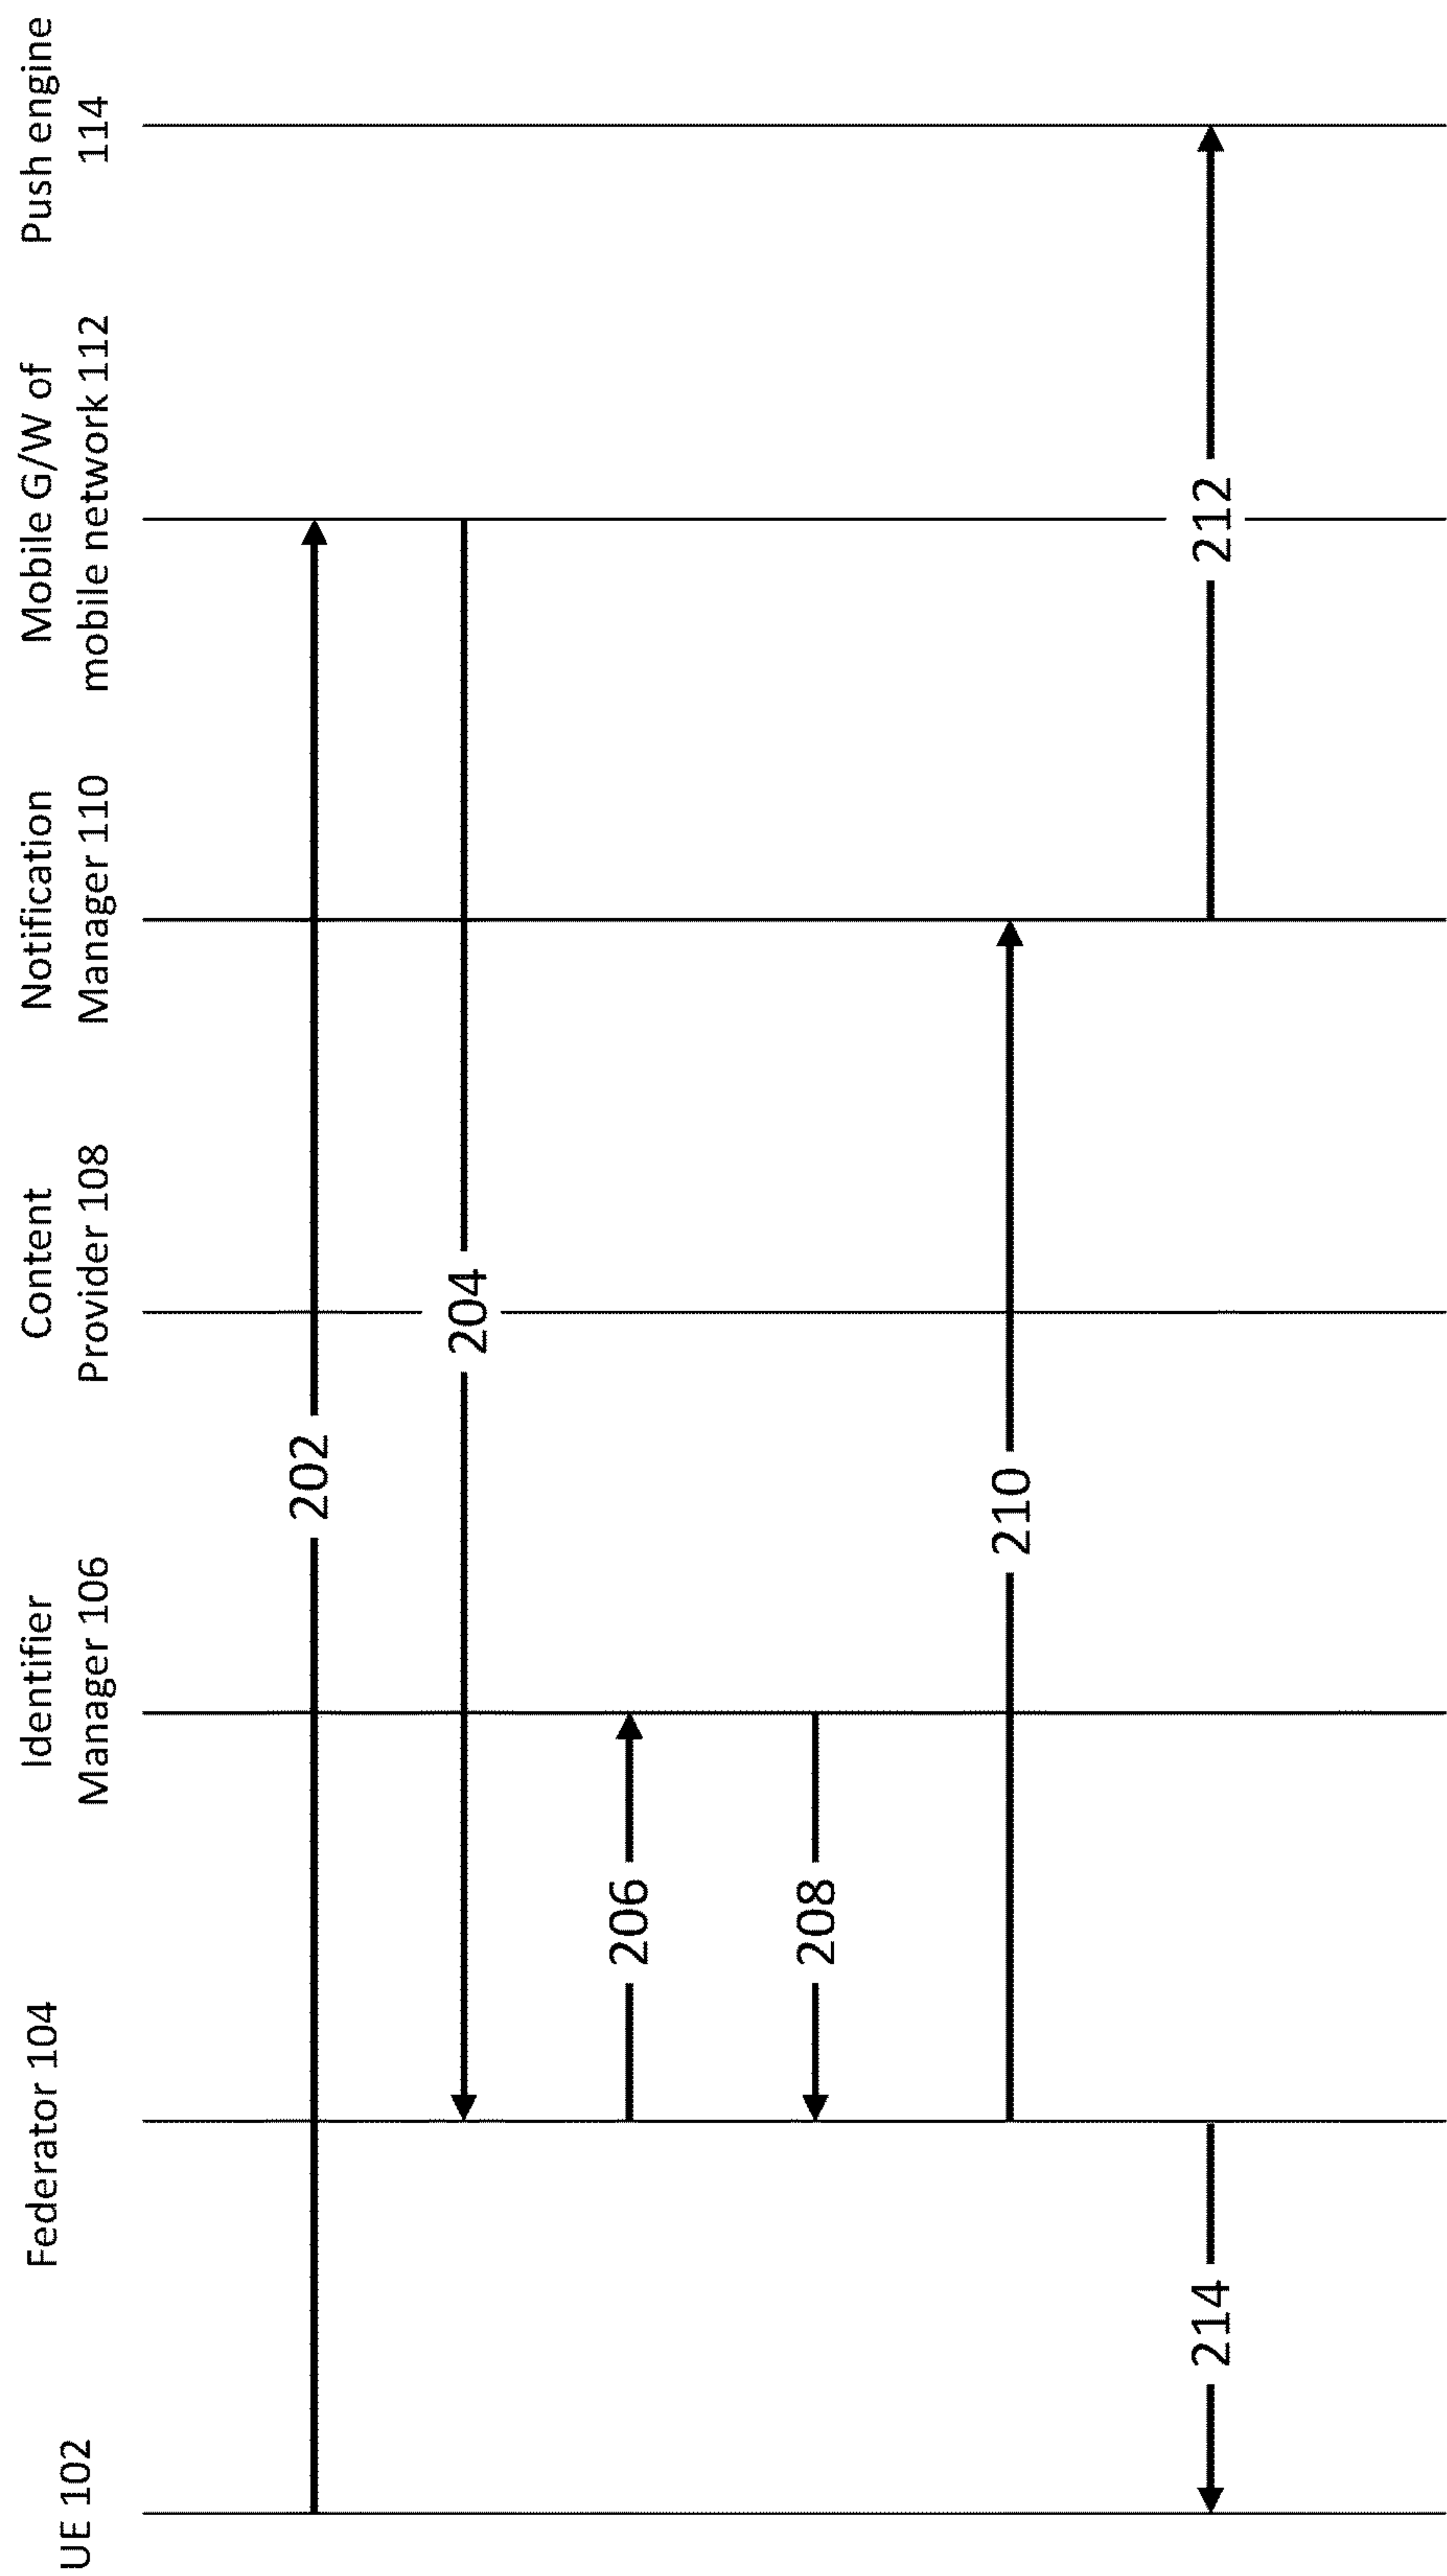 UE 102
Federator 104
Identifier
Manager 106
Content
Provider 108
Notification
Manager 110
Mobile G/W of
mobile network 112
Push engine
114
202
204
206
208
210
214
212